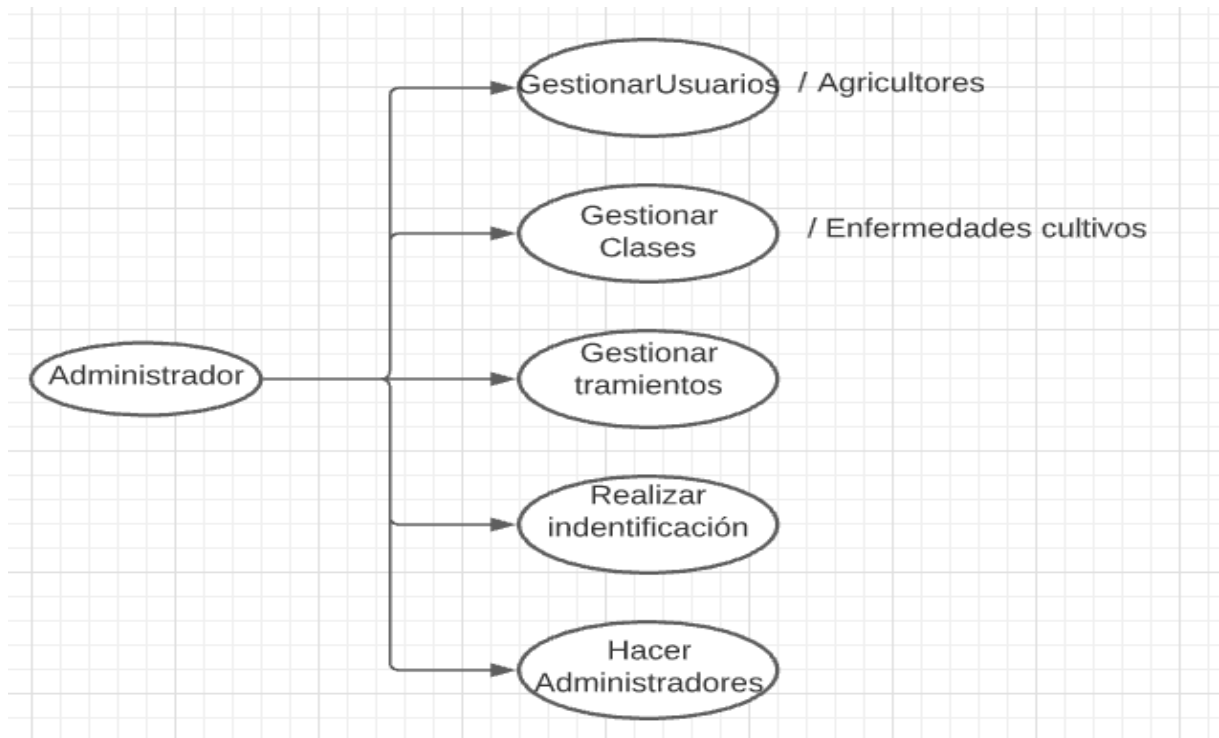 GestionarUsuarios / Agricultores
Gestionar
Clases
/ Enfermedades cultivos
Administrador
Gestionar
tramientos
Realizar
indentificación
Hacer
Administradores